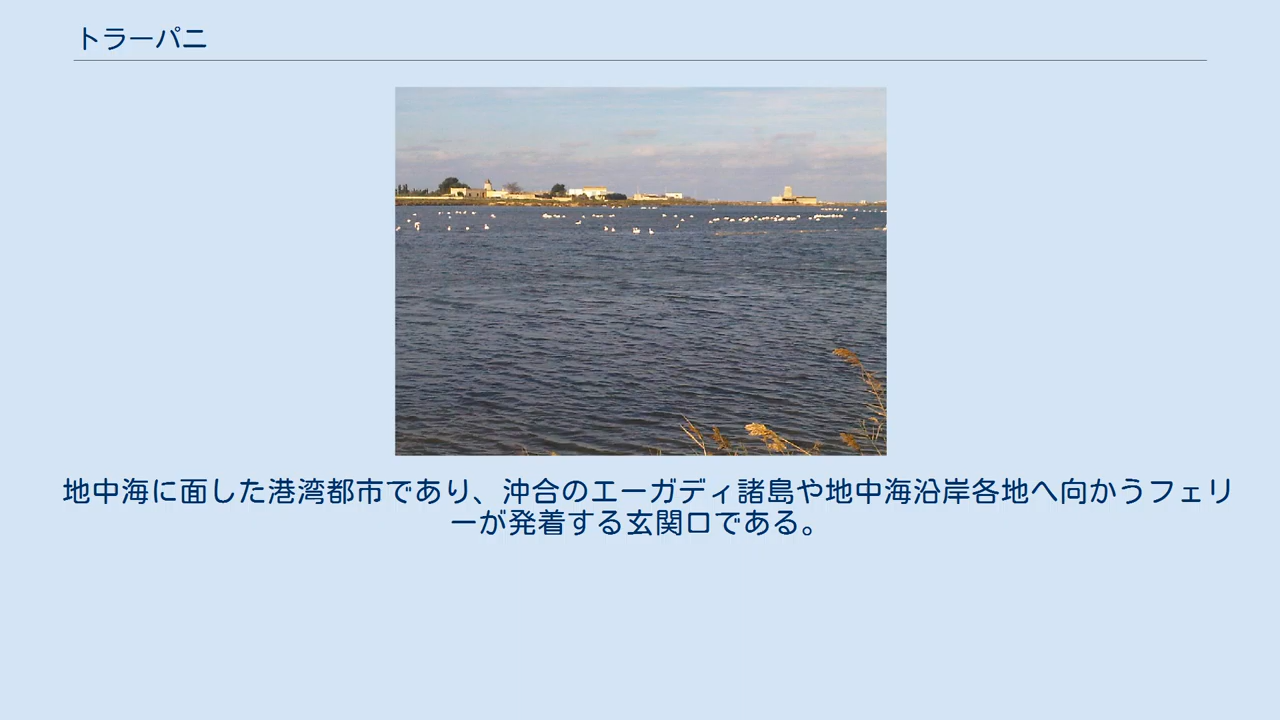 トラーパニ
地中海に面した港湾都市であり、沖合のエーガディ諸島や地中海沿岸各地へ向かうフェリ
ーが発着する玄関口である。